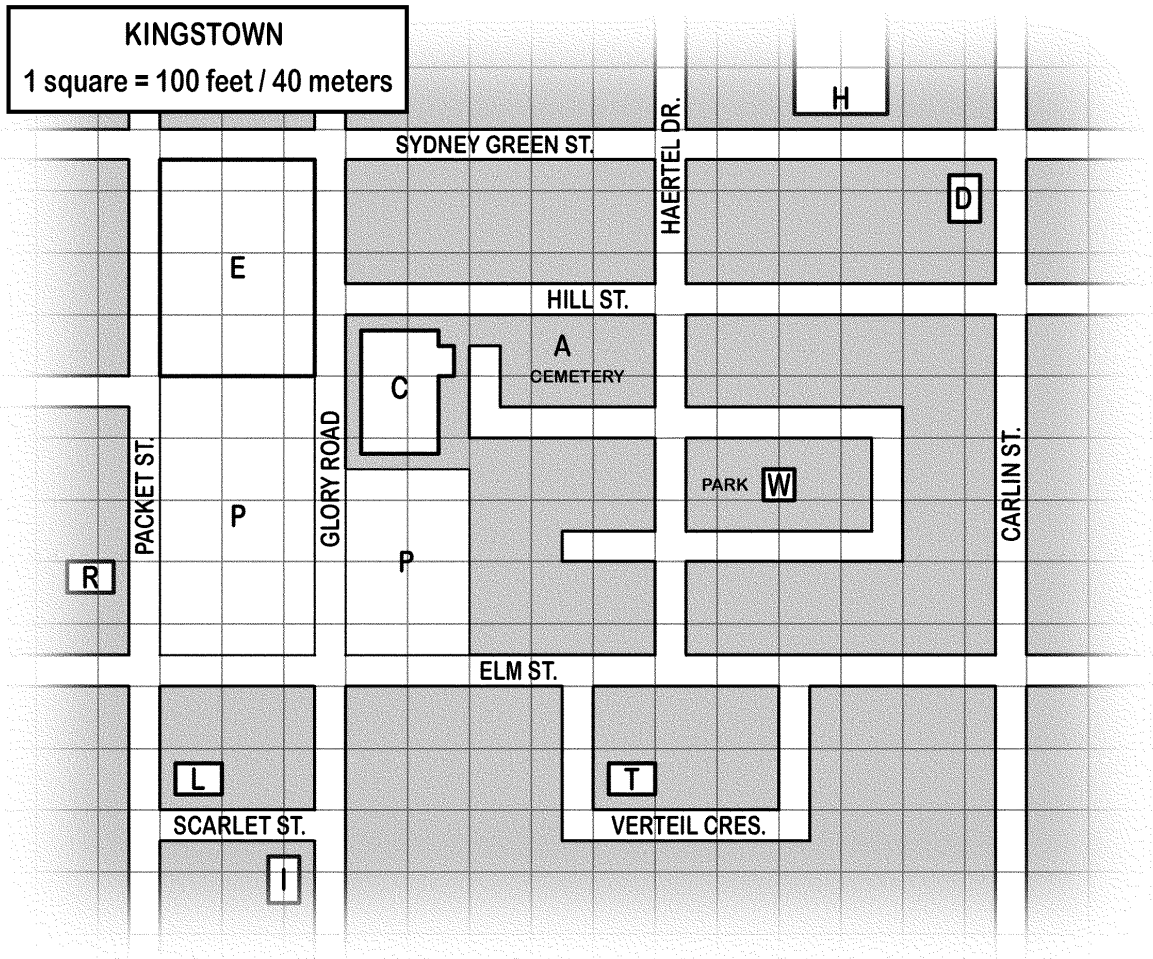 KINGSTOWN
1 square = 100 feet / 40 meters
H
SYDNEY GREEN ST.
HAERTEL DR.
D
E
HILL ST.
A
CEMETERY
C
GLORY ROAD
PACKET ST.
CARLIN ST.
PARK
W
P
P
R
ELM ST.
L
T
SCARLET ST.
VERTEIL CRES.
I